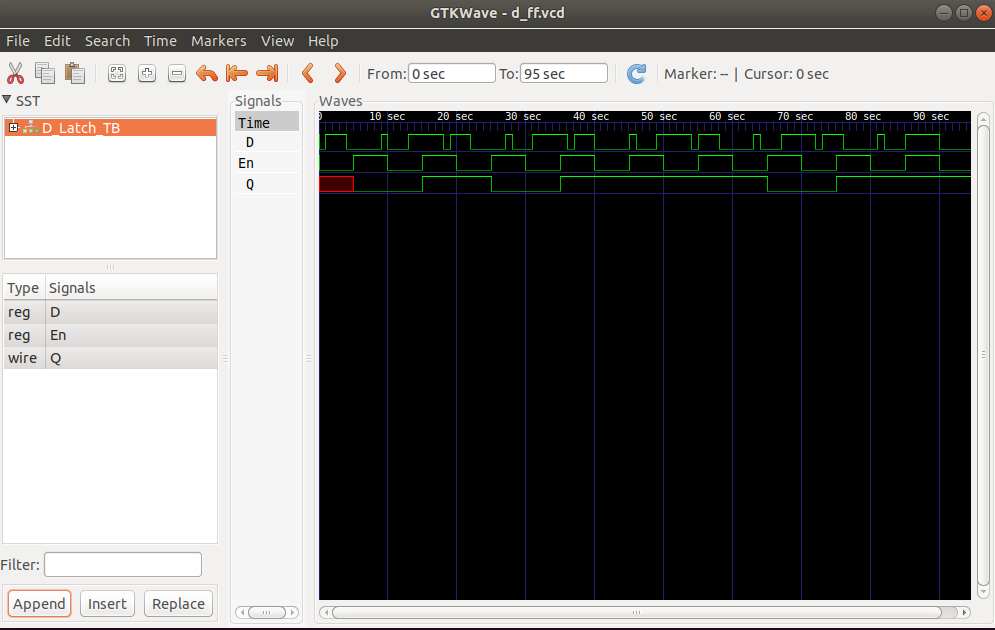 GTKWave - d_ff.vcd
File Edit Search Time Markers View Help
From: 0 sec To: 95 sec Marker: -- | Cursor: 0 sec
SST
D_Latch_TB
Type Signals
reg D
reg En
wire Q
Filter:
Append Insert Replace
Signals
Time
D
En
Q
Waves
0 10 sec 20 sec 30 sec 40 sec 50 sec 60 sec 70 sec 80 sec 90 sec